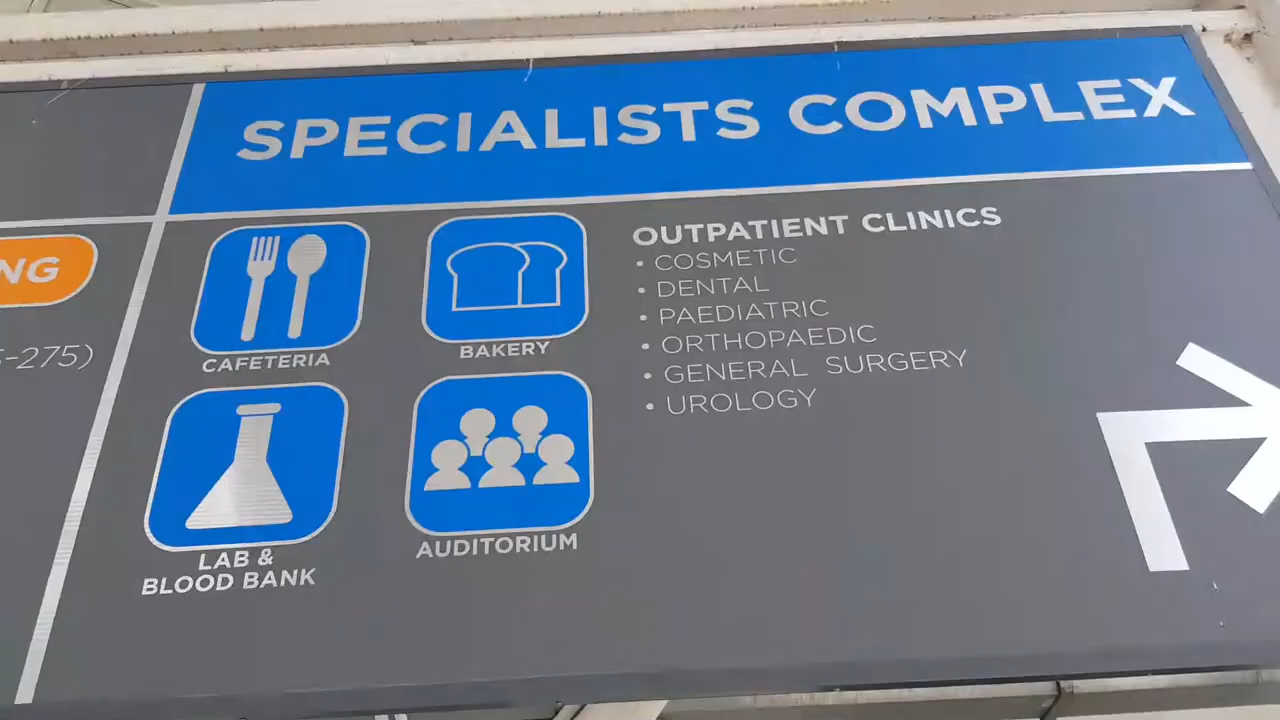 SPECIALISTS COMPLEX
NG
-275)
CAFETERIA
BAKERY
LAB &
BLOOD BANK
AUDITORIUM
OUTPATIENT CLINICS
• COSMETIC
• DENTAL
• PAEDIATRIC
• ORTHOPAEDIC
• GENERAL SURGERY
• UROLOGY